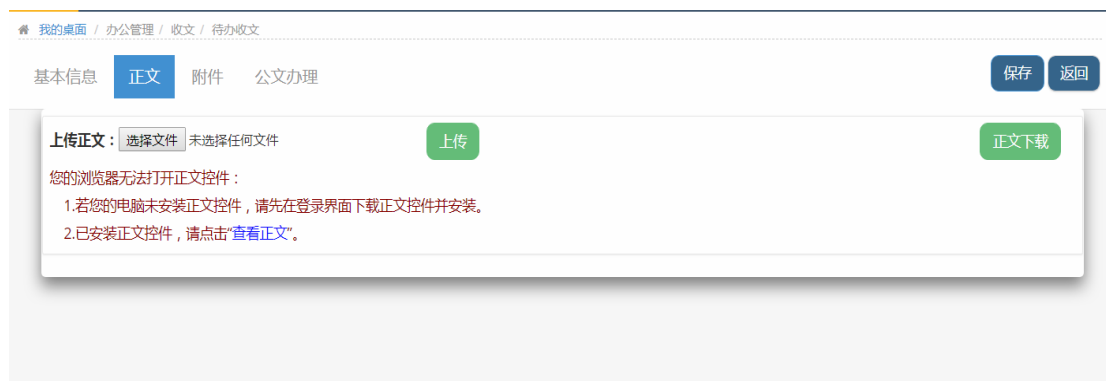 我的桌面 / 办公管理 / 收文 / 待办收文
基本信息 正文 附件 公文办理 保存 返回
上传正文： 选择文件 未选择任何文件 上传 正文下载
您的浏览器无法打开正文控件：
1.若您的电脑未安装正文控件，请先在登录界面下载正文控件并安装。
2.已安装正文控件，请点击“查看正文”。